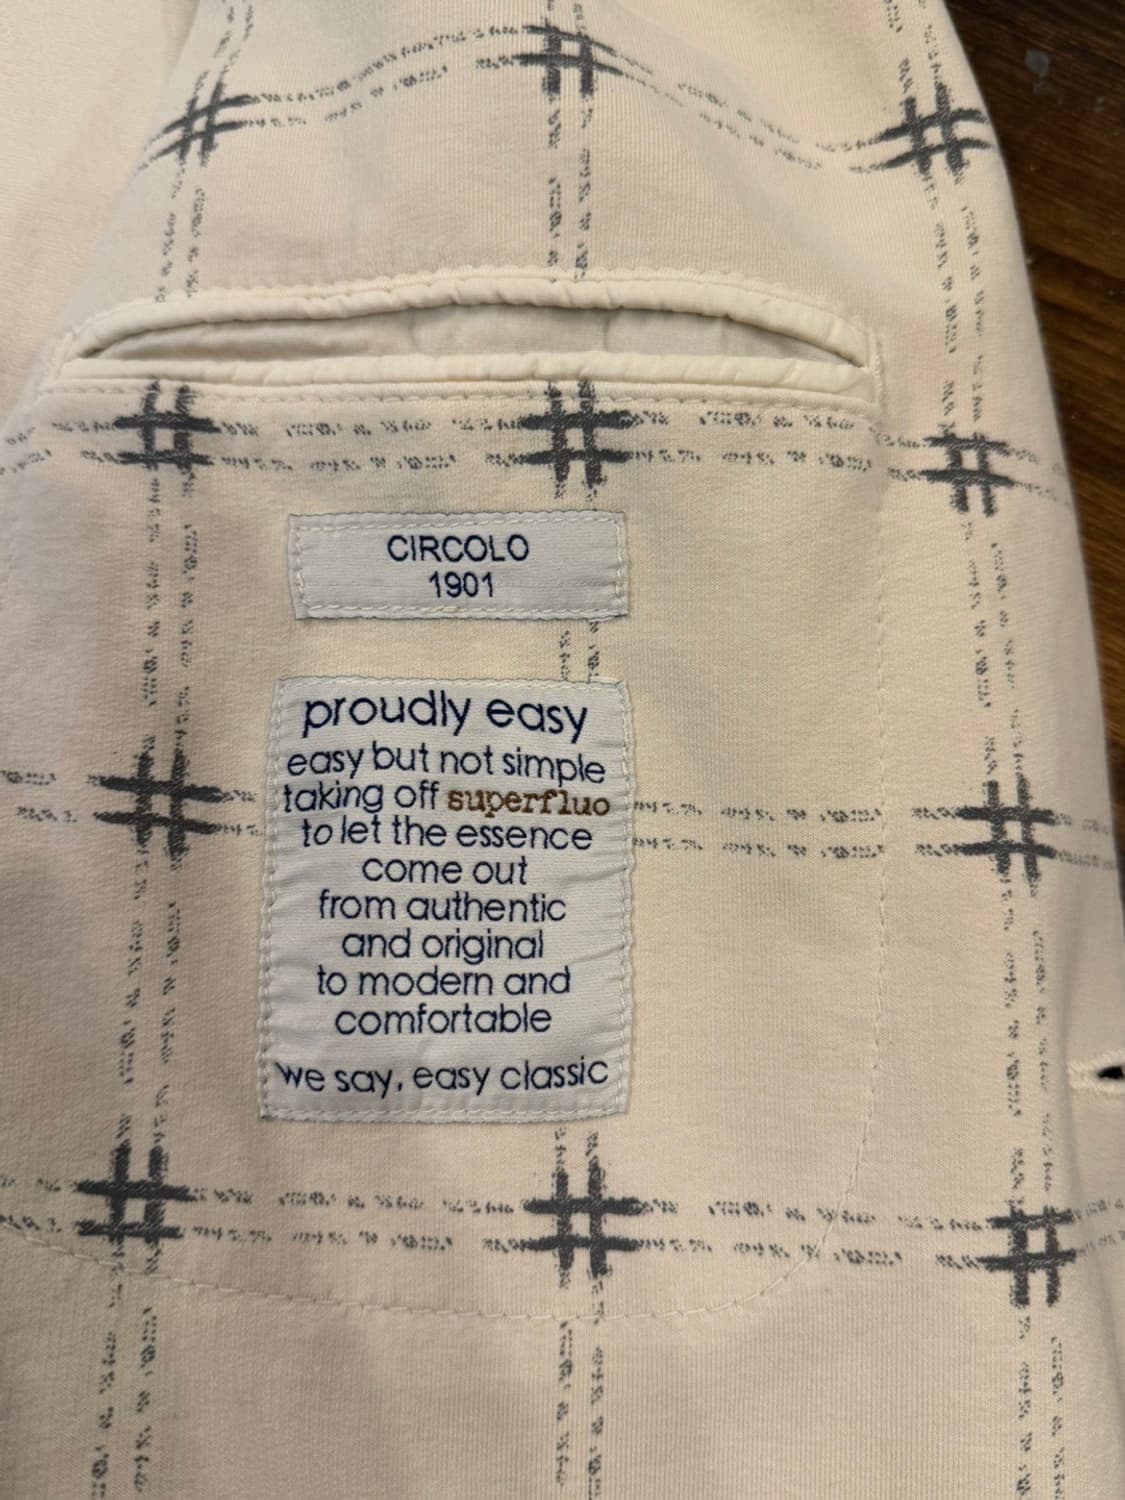 CIRCOLO
1901
proudly easy
easy but not simple
taking off superfluo
to let the essence
come out
from authentic
and original
to modern and
comfortable
we say, easy classic